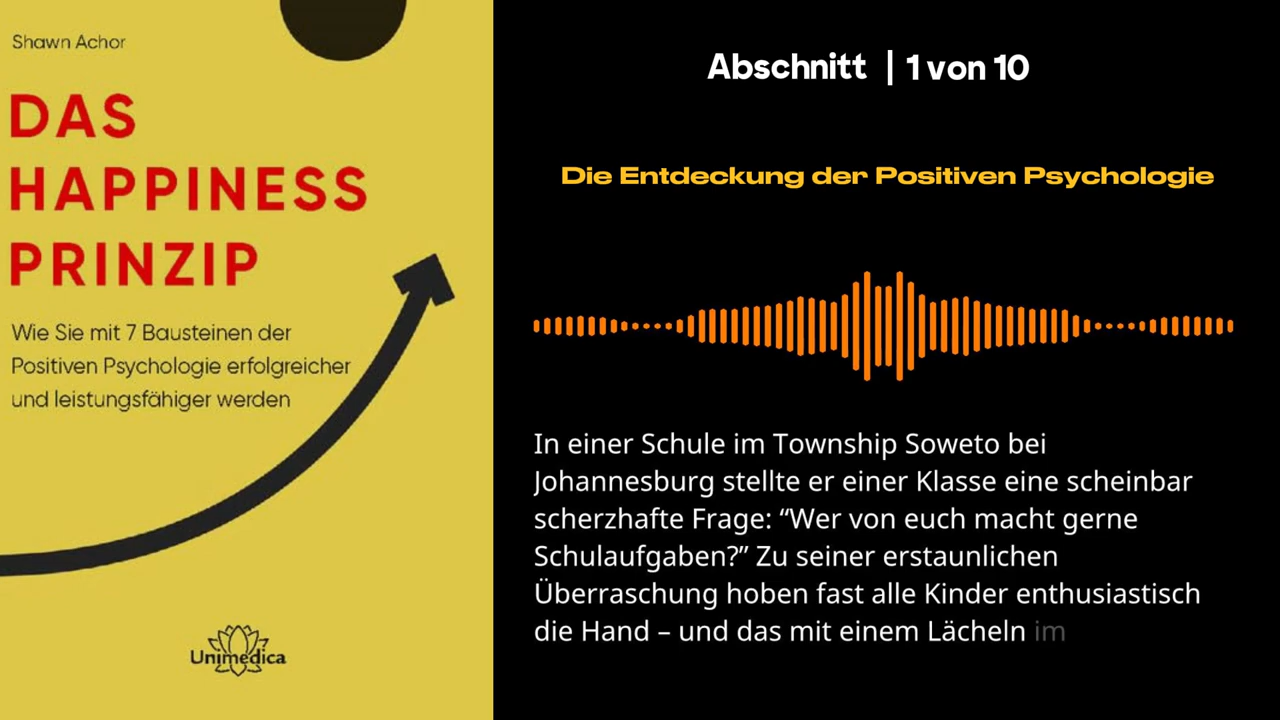 Shawn Achor
DAS
HAPPINESS
PRINZIP
Wie Sie mit 7 Bausteinen der
Positiven Psychologie erfolgreicher
und leistungsfähiger werden
Unimedica
Abschnitt | 1 von 10
Die Entdeckung der Positiven Psychologie
In einer Schule im Township Soweto bei
Johannesburg stellte er einer Klasse eine scheinbar
scherzhafte Frage: “Wer von euch macht gerne
Schulaufgaben?” Zu seiner erstaunlichen
Überraschung hoben fast alle Kinder enthusiastisch
die Hand – und das mit einem Lächeln im